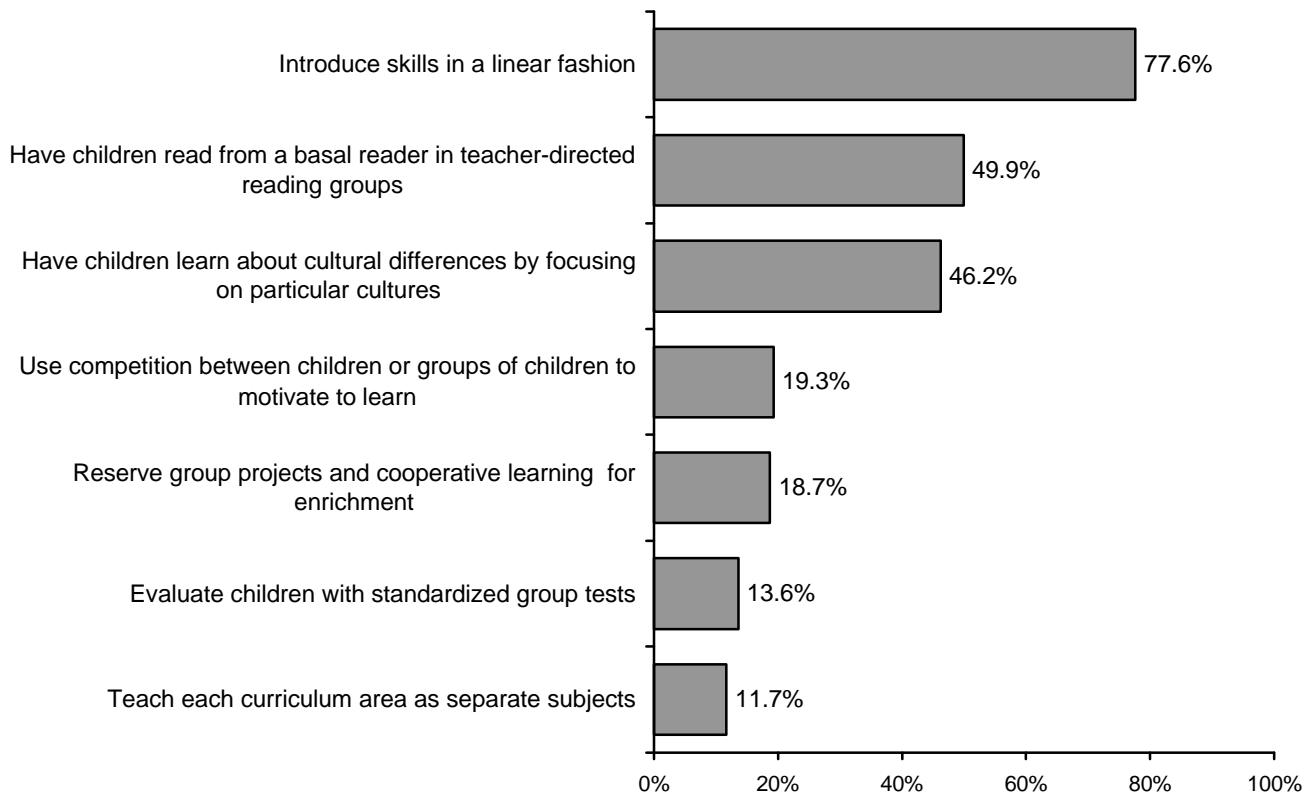 Introduce skills in a linear fashion
77.6%
Have children read from a basal reader in teacher-directed
reading groups
49.9%
Have children learn about cultural differences by focusing
on particular cultures
46.2%
Use competition between children or groups of children to
motivate to learn
19.3%
Reserve group projects and cooperative learning for
enrichment
18.7%
Evaluate children with standardized group tests
13.6%
Teach each curriculum area as separate subjects
11.7%
0% 20% 40% 60% 80% 100%